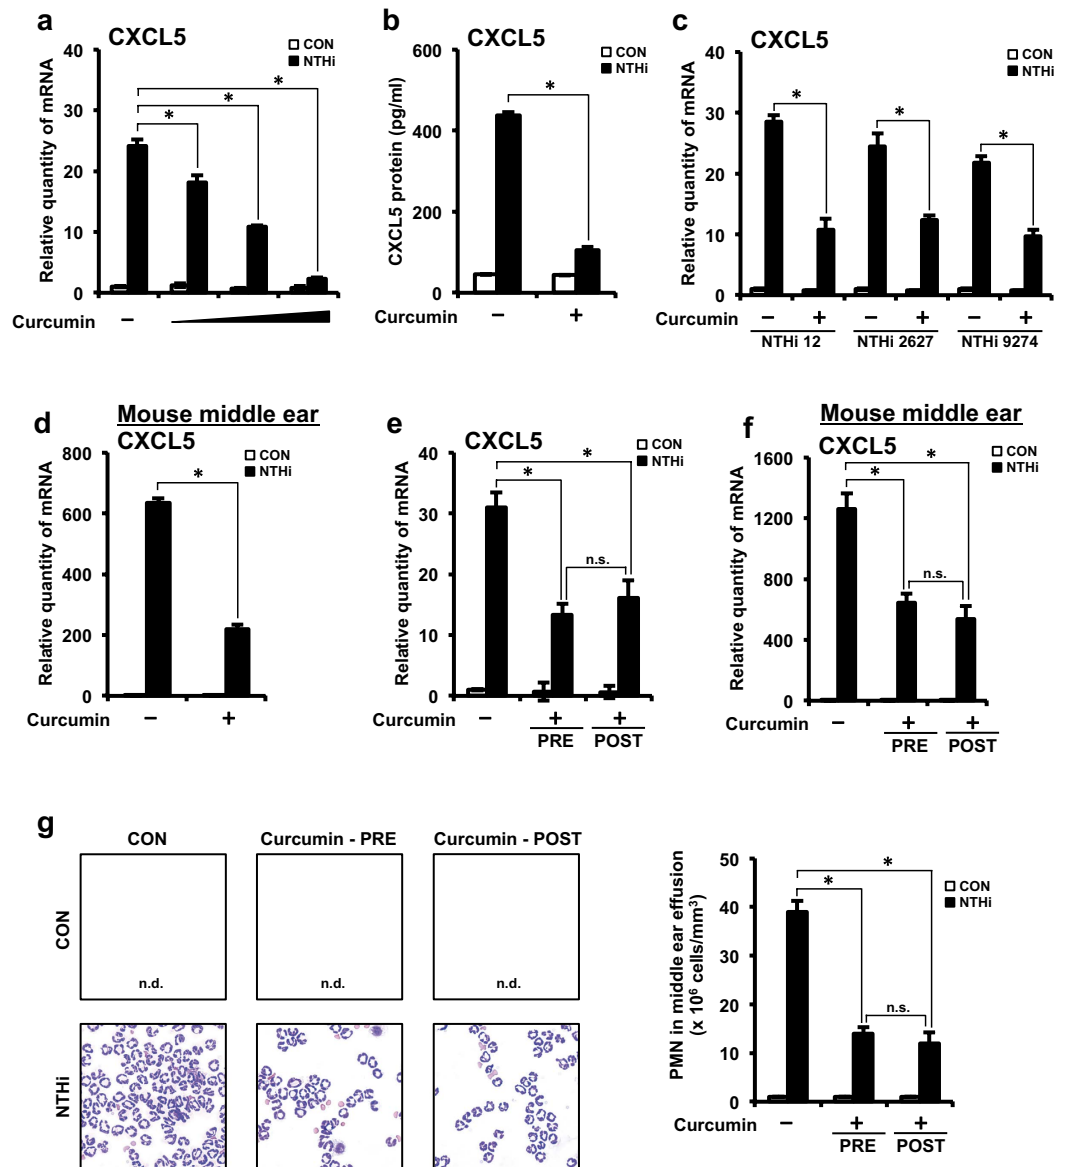 a
CXCL5
CON
NTHi
Relative quantity of mRNA
40
30
20
10
0
*
*
*
Curcumin
–
b
CXCL5
CON
NTHi
CXCL5 protein (pg/ml)
600
400
200
0
*
– +
c
CXCL5
CON
NTHi
Relative quantity of mRNA
40
30
20
10
0
*
*
*
Curcumin – + – + – +
NTHi 12 NTHi 2627 NTHi 9274
d
Mouse middle ear
CXCL5
CON
NTHi
Relative quantity of mRNA
800
600
400
200
0
*
Curcumin – +
e
CXCL5
CON
NTHi
Relative quantity of mRNA
40
30
20
10
0
*
*
n.s.
Curcumin – + +
PRE POST
f
Mouse middle ear
CXCL5
CON
NTHi
Relative quantity of mRNA
1600
1200
800
400
0
*
*
n.s.
Curcumin – + +
PRE POST
g
CON Curcumin - PRE Curcumin - POST
CON
n.d. n.d. n.d.
NTHi
CON
NTHi
PMN in middle ear effusion
(x 10⁶ cells/mm³)
50
40
30
20
10
0
*
*
n.s.
Curcumin – + +
PRE POST